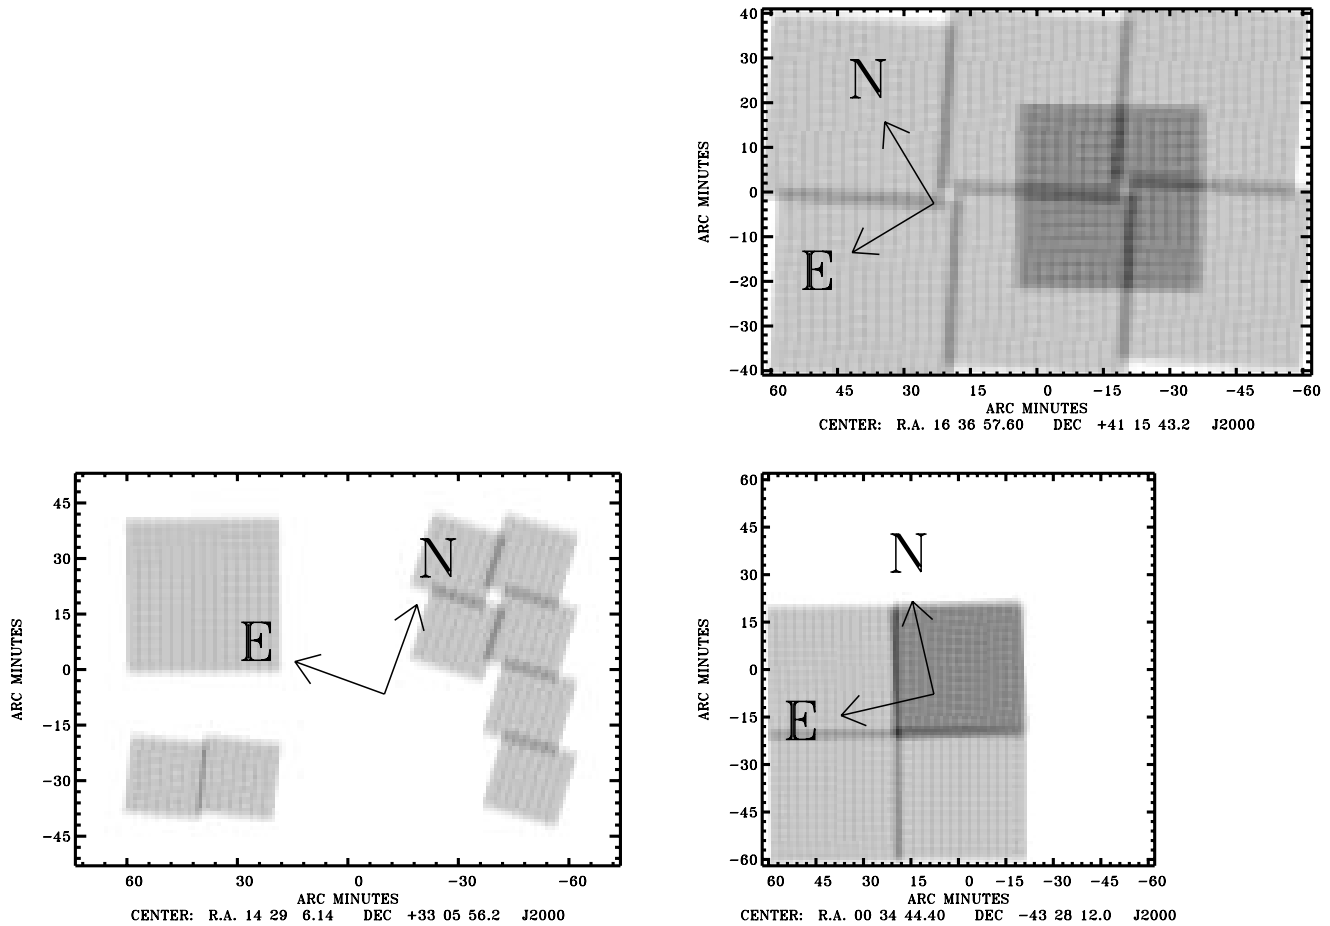 40
30
20
10
0
−10
−20
−30
−40
ARC MINUTES
N
E
60 45 30 15 0 −15 −30 −45 −60
ARC MINUTES
CENTER: R.A. 16 36 57.60 DEC +41 15 43.2 J2000
45
30
15
0
−15
−30
−45
ARC MINUTES
N
E
60 30 0 −30 −60
ARC MINUTES
CENTER: R.A. 14 29 6.14 DEC +33 05 56.2 J2000
60
45
30
15
0
−15
−30
−45
−60
ARC MINUTES
N
E
60 45 30 15 0 −15 −30 −45 −60
ARC MINUTES
CENTER: R.A. 00 34 44.40 DEC −43 28 12.0 J2000